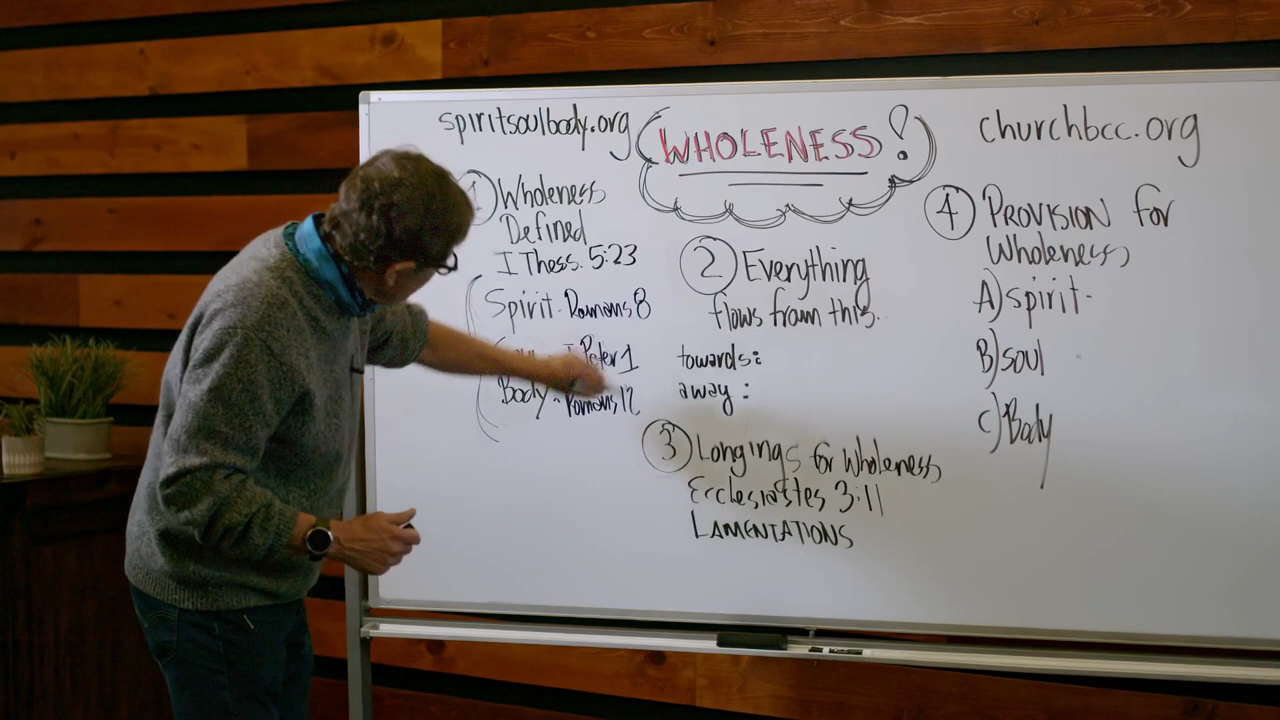 spiritsoulbody.org
WHOLENESS!
churchbcc.org
1 Wholeness
Defined
I Thess. 5:23
Spirit - Romans 8
I Peter 1
Body - Romans 12
2 Everything
flows from this.
towards:
away:
3 Longings for Wholeness
Ecclesiastes 3:11
LAMENTATIONS
4 PROVISION for
Wholeness
A) spirit-
B) soul
C) Body